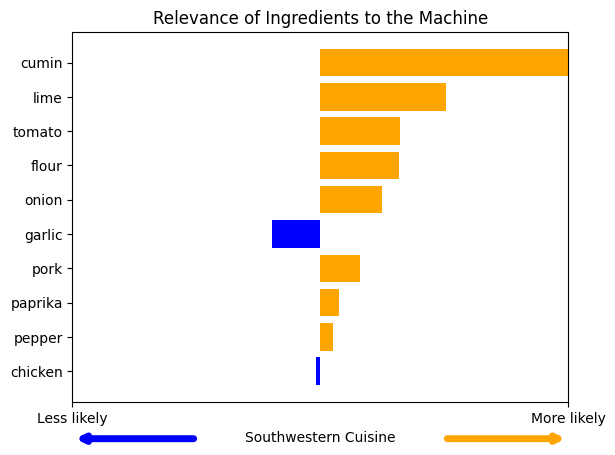 Relevance of Ingredients to the Machine
cumin
lime
tomato
flour
onion
garlic
pork
paprika
pepper
chicken
Less likely
More likely
Southwestern Cuisine